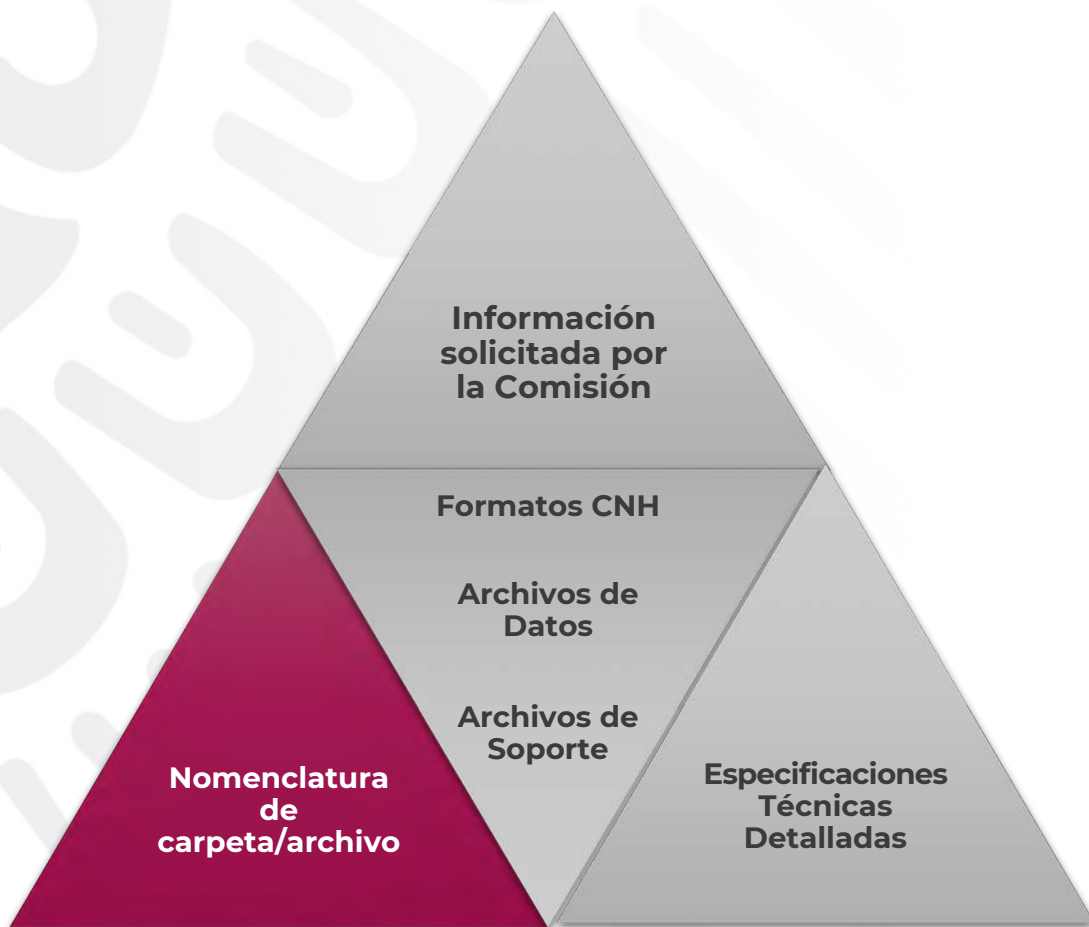 Información
solicitada por
la Comisión
Formatos CNH
Archivos de
Datos
Archivos de
Soporte
Nomenclatura
de
carpeta/archivo
Especificaciones
Técnicas
Detalladas